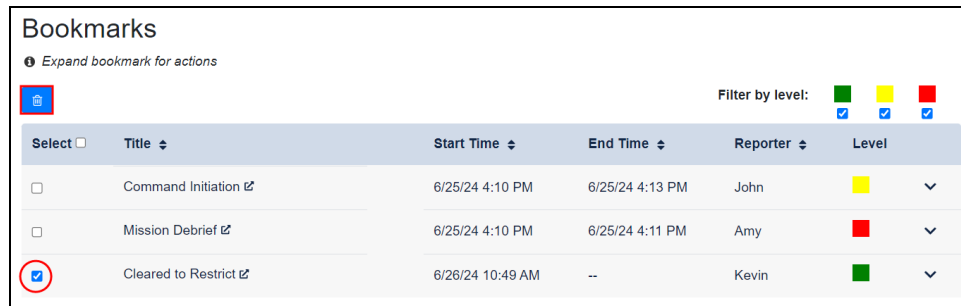 Bookmarks
Expand bookmark for actions
Filter by level:
Select Title Start Time End Time Reporter Level
Command Initiation 6/25/24 4:10 PM 6/25/24 4:13 PM John
Mission Debrief 6/25/24 4:10 PM 6/25/24 4:11 PM Amy
Cleared to Restrict 6/26/24 10:49 AM -- Kevin